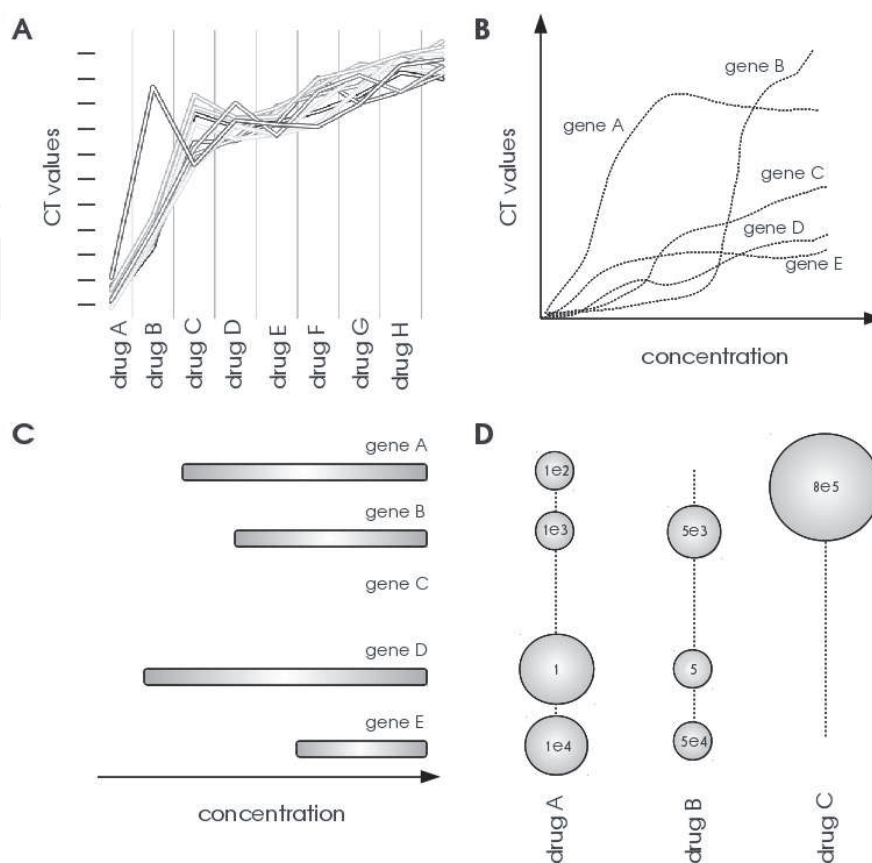 A
CT values
drug A
drug B
drug C
drug D
drug E
drug F
drug G
drug H
B
CT values
gene A
gene B
gene C
gene D
gene E
concentration
C
gene A
gene B
gene C
gene D
gene E
concentration
D
1e2
1e3
1
1e4
5e3
5
5e4
8e5
drug A
drug B
drug C